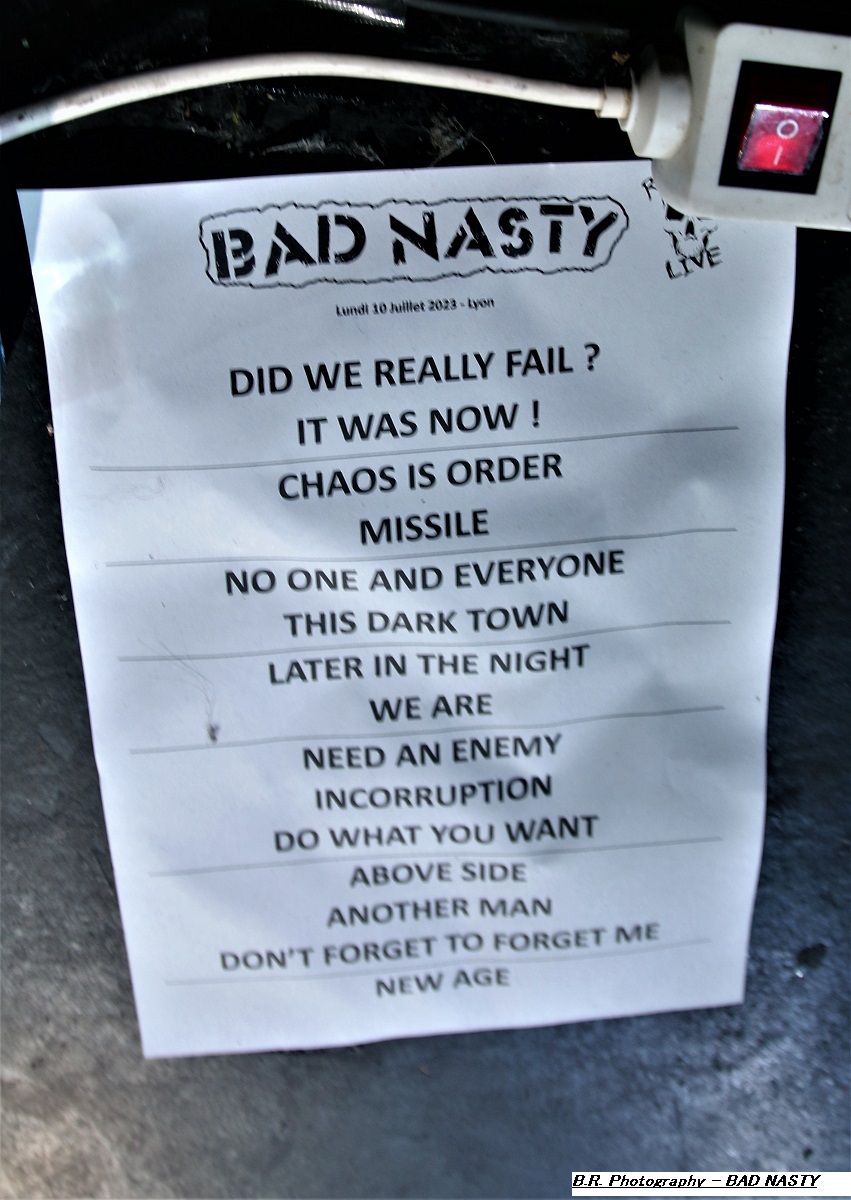 BAD NASTY
LIVE
Lundi 10 Juillet 2023 - Lyon
DID WE REALLY FAIL ?
IT WAS NOW !
CHAOS IS ORDER
MISSILE
NO ONE AND EVERYONE
THIS DARK TOWN
LATER IN THE NIGHT
WE ARE
NEED AN ENEMY
INCORRUPTION
DO WHAT YOU WANT
ABOVE SIDE
ANOTHER MAN
DON'T FORGET TO FORGET ME
NEW AGE
B.R. Photography - BAD NASTY